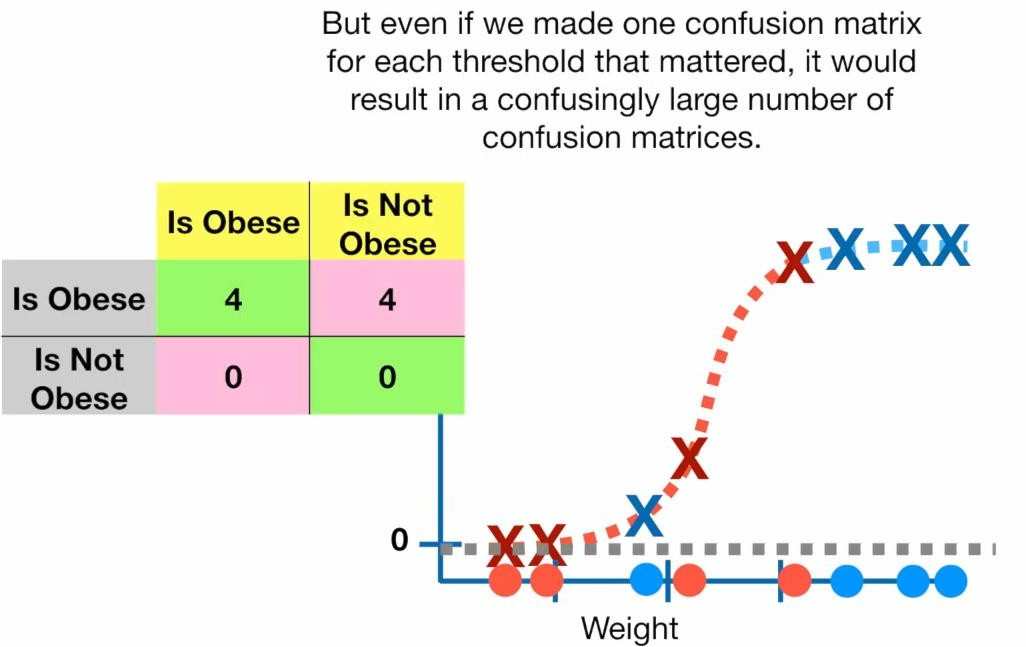 But even if we made one confusion matrix
for each threshold that mattered, it would
result in a confusingly large number of
confusion matrices.
Is Obese
Is Not
Obese
Is Obese
4
4
Is Not
Obese
0
0
X
X
X
X
X
X
X
X
0
Weight